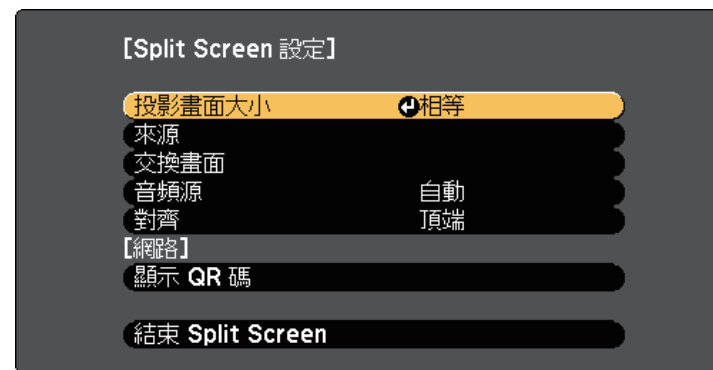 [Split Screen 設定]
投影畫面大小 相等
來源
交換畫面
音頻源 自動
對齊 頂端
[網路]
顯示 QR 碼
結束 Split Screen